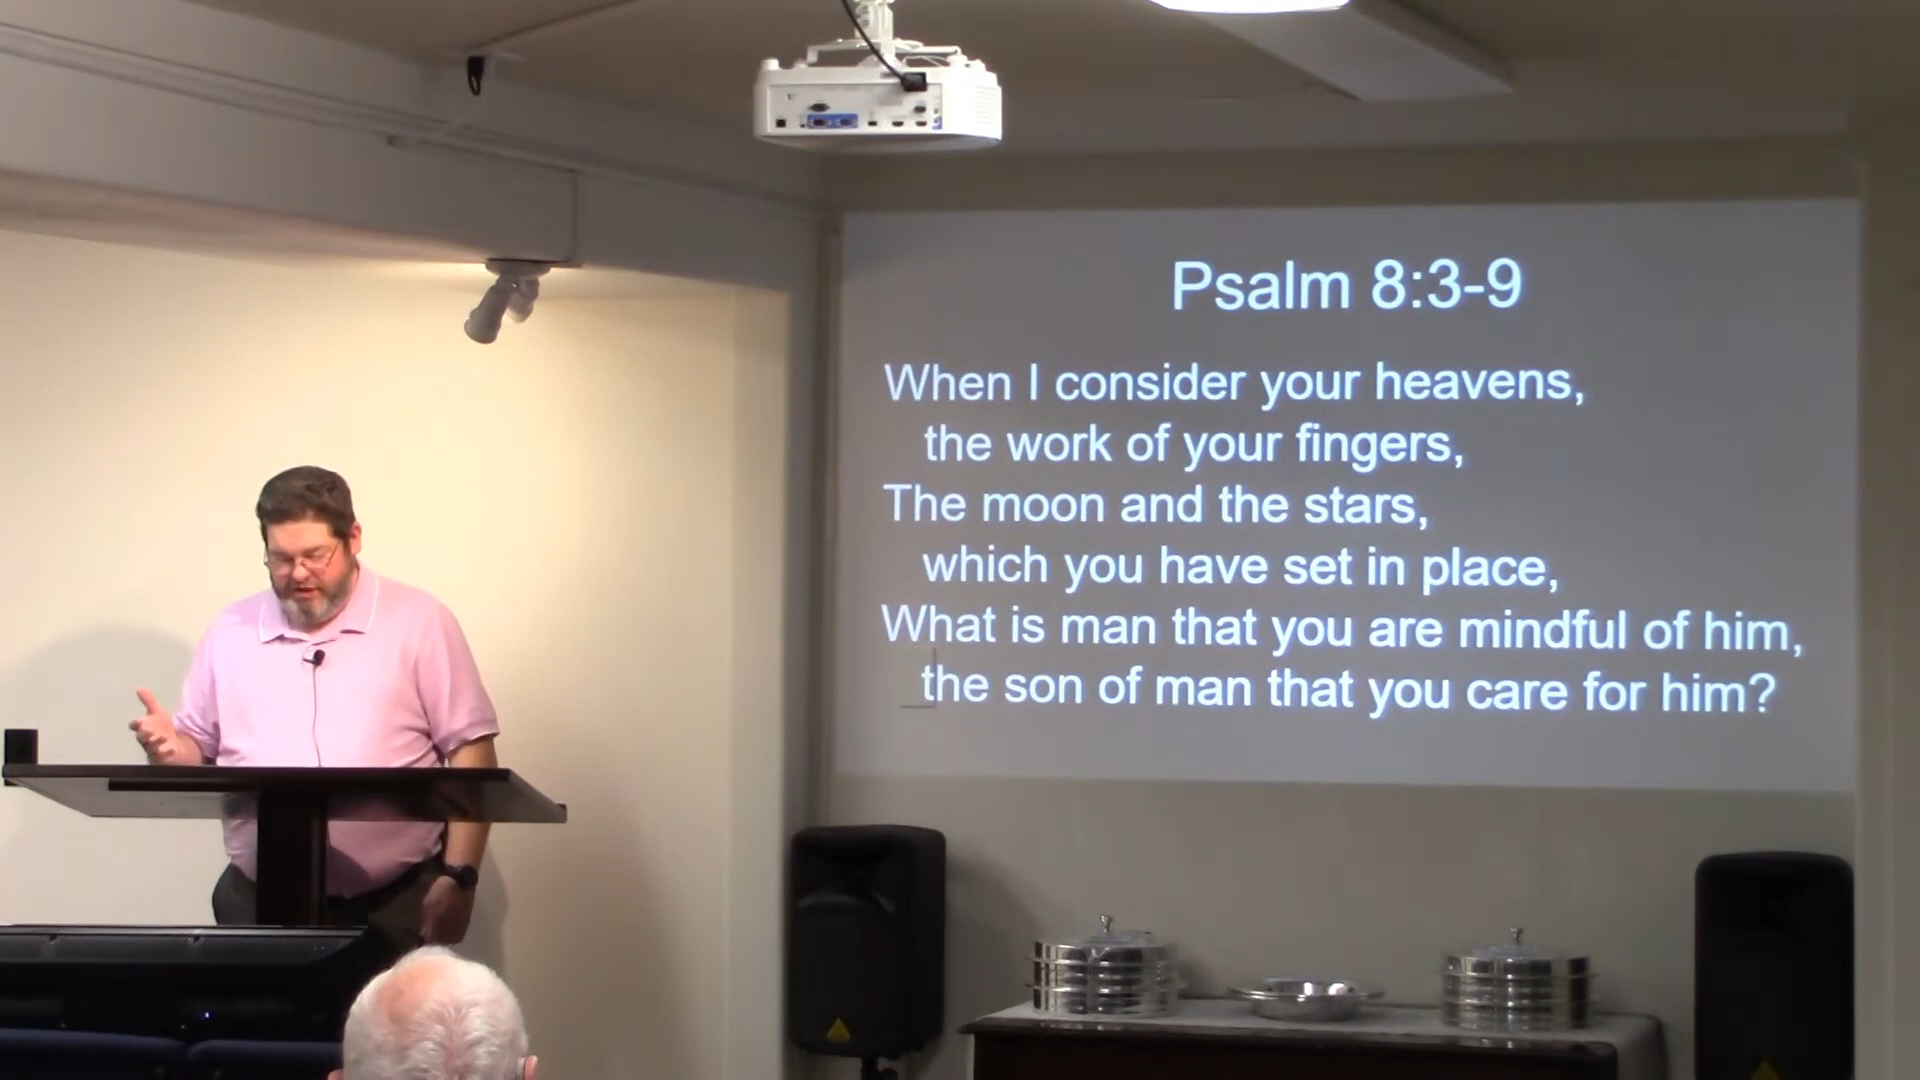 Psalm 8:3-9
When I consider your heavens,
the work of your fingers,
The moon and the stars,
which you have set in place,
What is man that you are mindful of him,
the son of man that you care for him?